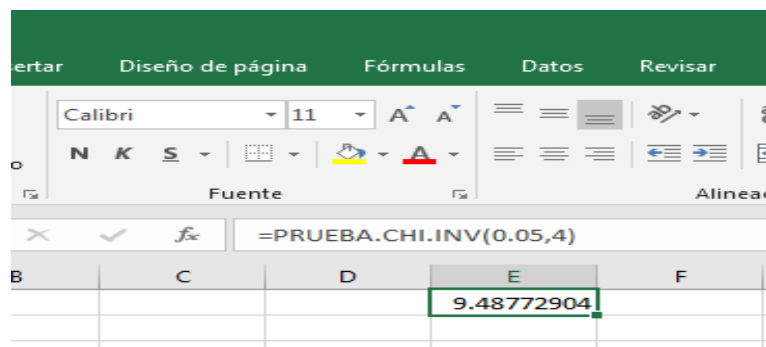 ertar Diseño de página Fórmulas Datos Revisar
Calibri 11 A A
N K S A
Fuente Alinea
fx =PRUEBA.CHI.INV(0.05,4)
B C D E F
9.48772904